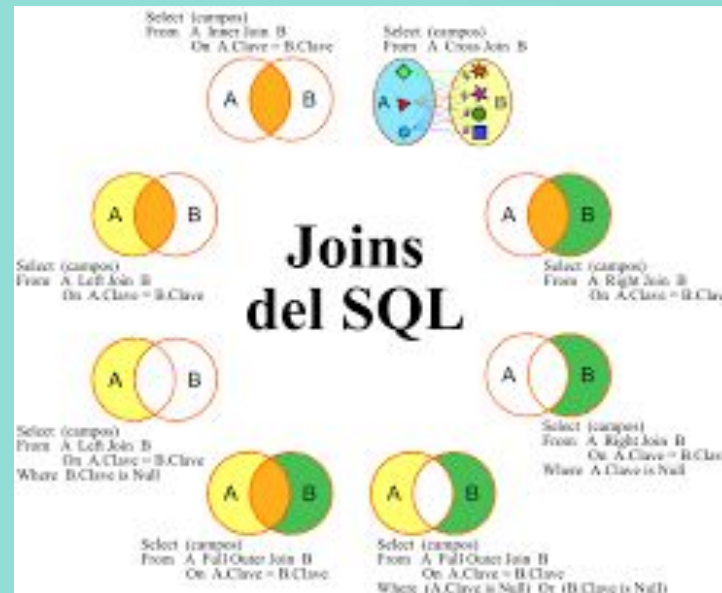 Select (campos)
From A Inner Join B
On A.Clave = B.Clave
A B
Select (campos)
From A Cross Join B
A B
A B
Select (campos)
From A Left Join B
On A.Clave = B.Clave
Joins
del SQL
A B
Select (campos)
From A Right Join B
On A.Clave = B.Clav
A B
Select (campos)
From A Left Join B
On A.Clave = B.Clave
Where B.Clave is Null
A B
Select (campos)
From A Right Join B
On A.Clave = B.Clav
Where A.Clave is Null
A B
Select (campos)
From A Full Outer Join B
On A.Clave = B.Clave
A B
Select (campos)
From A Full Outer Join B
On A.Clave = B.Clave
Where (A.Clave is Null) Or (B.Clave is Null)